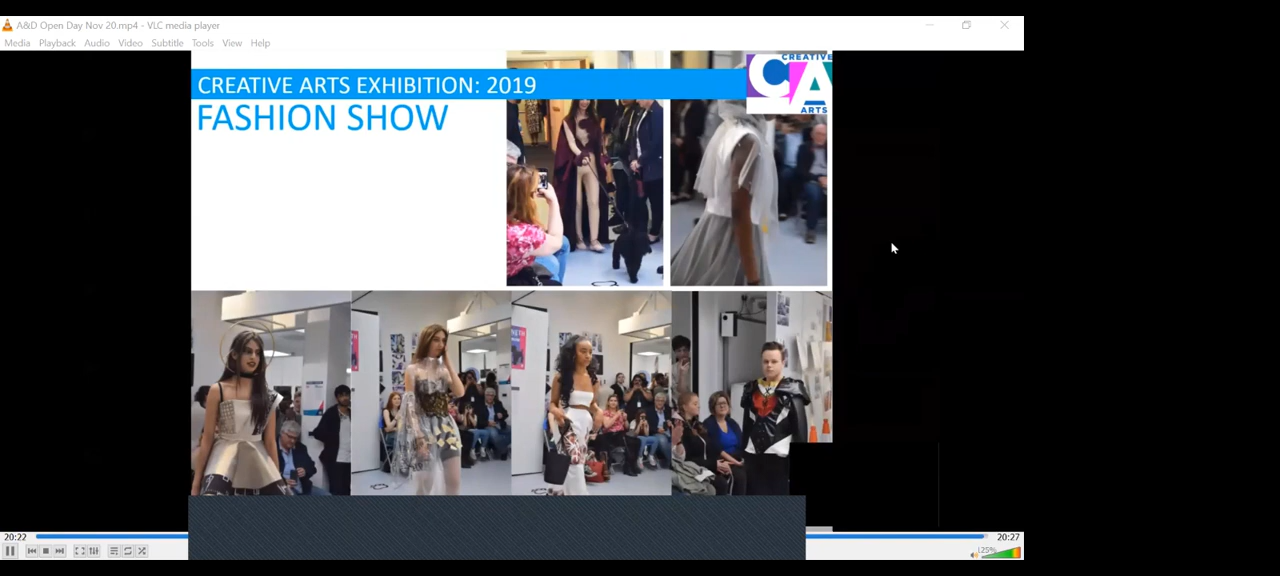 A&D Open Day Nov 20.mp4 - VLC media player
Media Playback Audio Video Subtitle Tools View Help
CREATIVE ARTS EXHIBITION: 2019
FASHION SHOW
CREATIVE
CA
ARTS
20:22
20:27
125%